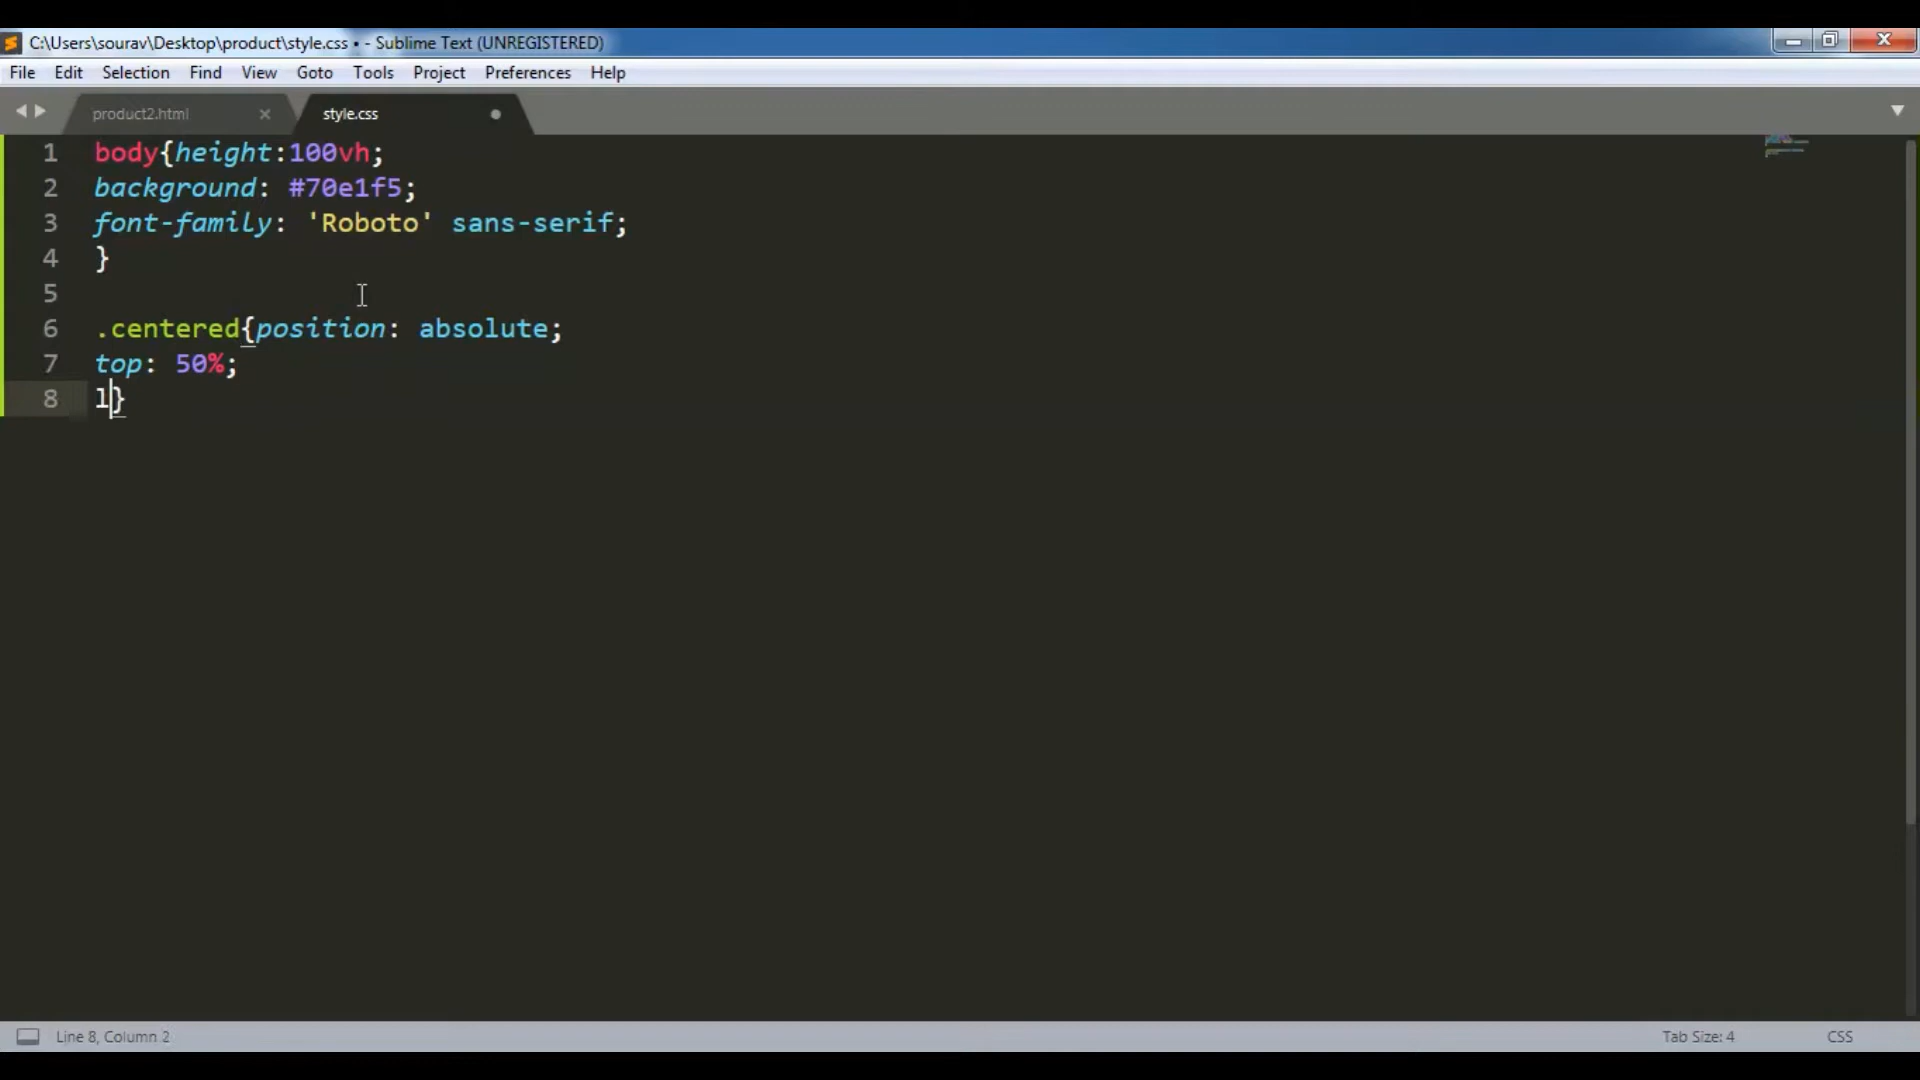 C:\Users\sourav\Desktop\product\style.css • - Sublime Text (UNREGISTERED)
File Edit Selection Find View Goto Tools Project Preferences Help
product2.html style.css
1 body{height:100vh;
2 background: #70e1f5;
3 font-family: 'Roboto' sans-serif;
4 }
5
6 .centered{position: absolute;
7 top: 50%;
8 l}
Line 8, Column 2 Tab Size: 4 CSS